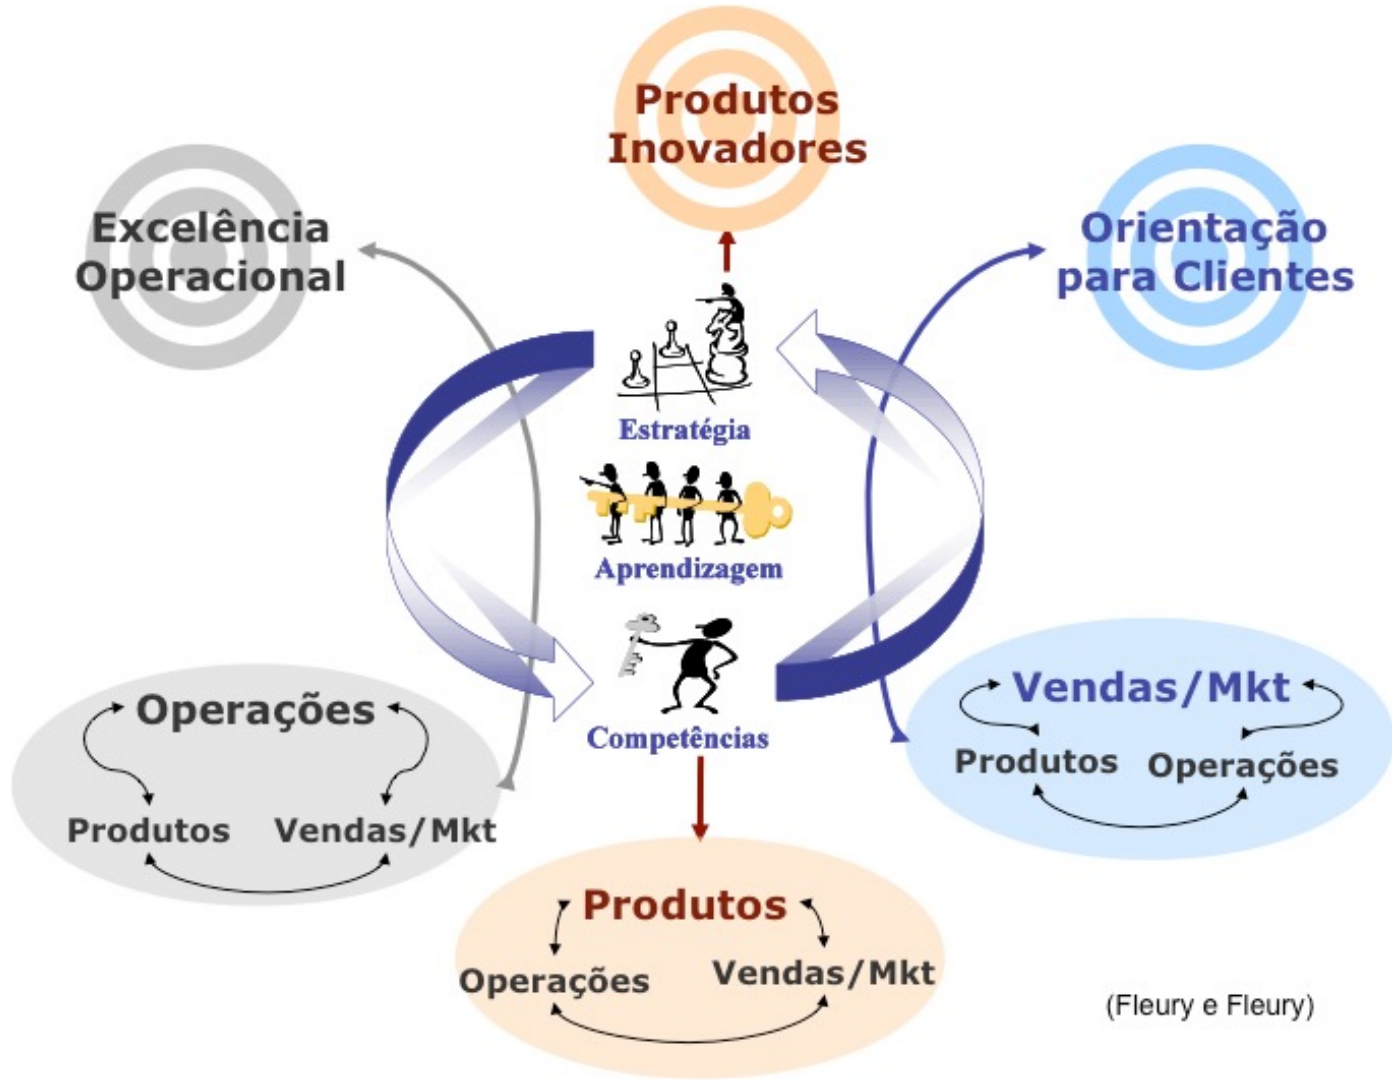 Produtos
Inovadores
Excelência
Operacional
Orientação
para Clientes
Estratégia
Aprendizagem
Competências
Operações
Produtos
Vendas/Mkt
Vendas/Mkt
Produtos
Operações
Produtos
Operações
Vendas/Mkt
(Fleury e Fleury)